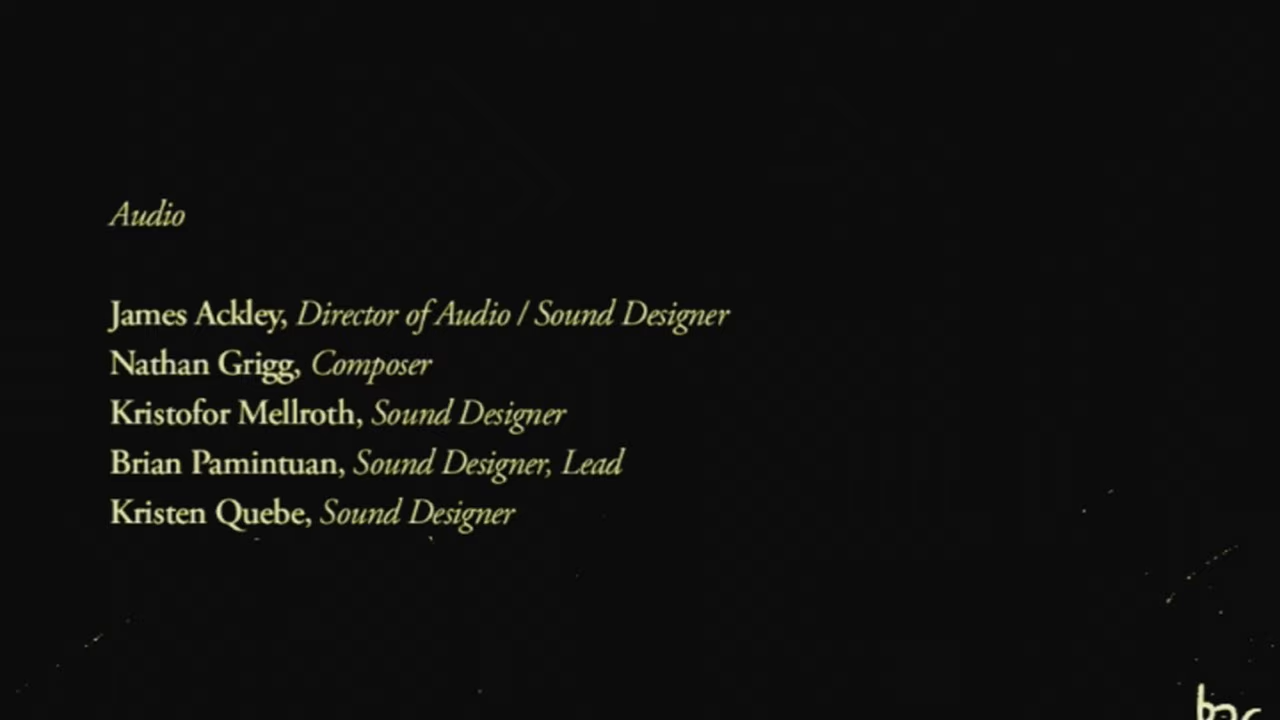 Audio
James Ackley, Director of Audio / Sound Designer
Nathan Grigg, Composer
Kristofor Mellroth, Sound Designer
Brian Pamintuan, Sound Designer, Lead
Kristen Quebe, Sound Designer